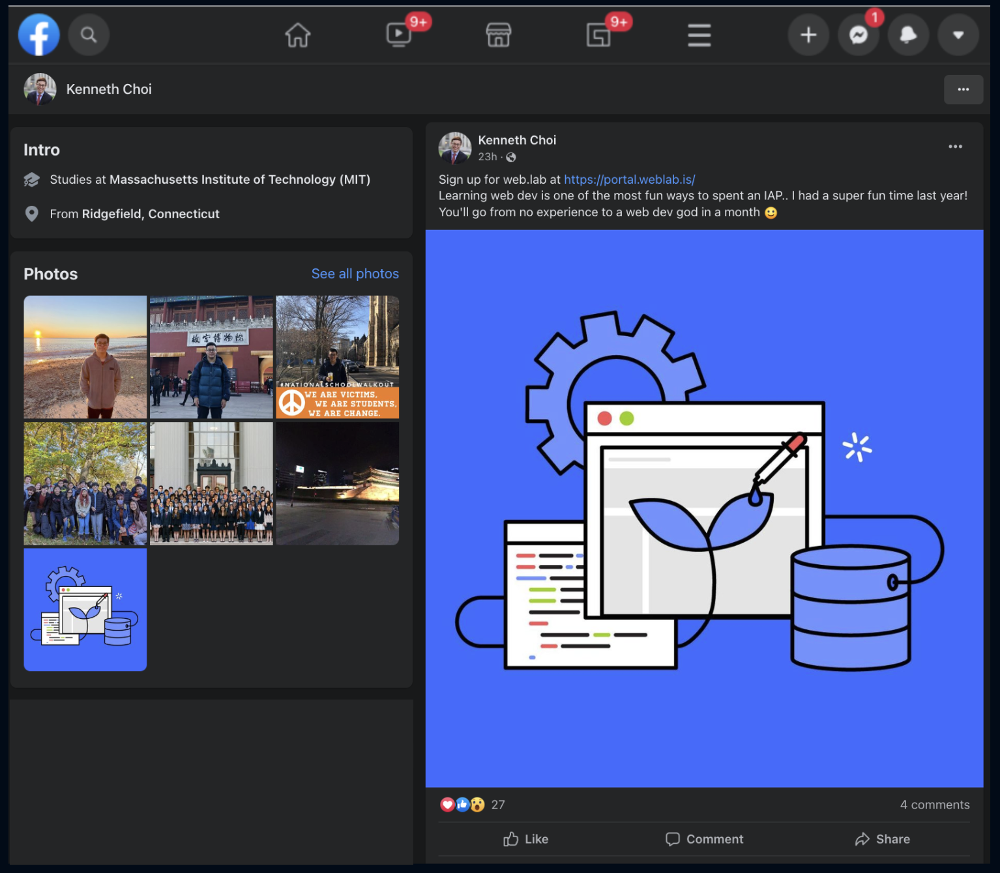 9+
9+
1
Kenneth Choi
Intro
Studies at Massachusetts Institute of Technology (MIT)
From Ridgefield, Connecticut
Photos
See all photos
故宫博物院
#NATIONALSCHOOLWALKOUT
WE ARE VICTIMS,
WE ARE STUDENTS,
WE ARE CHANGE.
Kenneth Choi
23h ·
Sign up for web.lab at https://portal.weblab.is/
Learning web dev is one of the most fun ways to spent an IAP.. I had a super fun time last year!
You'll go from no experience to a web dev god in a month 😀
27
4 comments
Like
Comment
Share